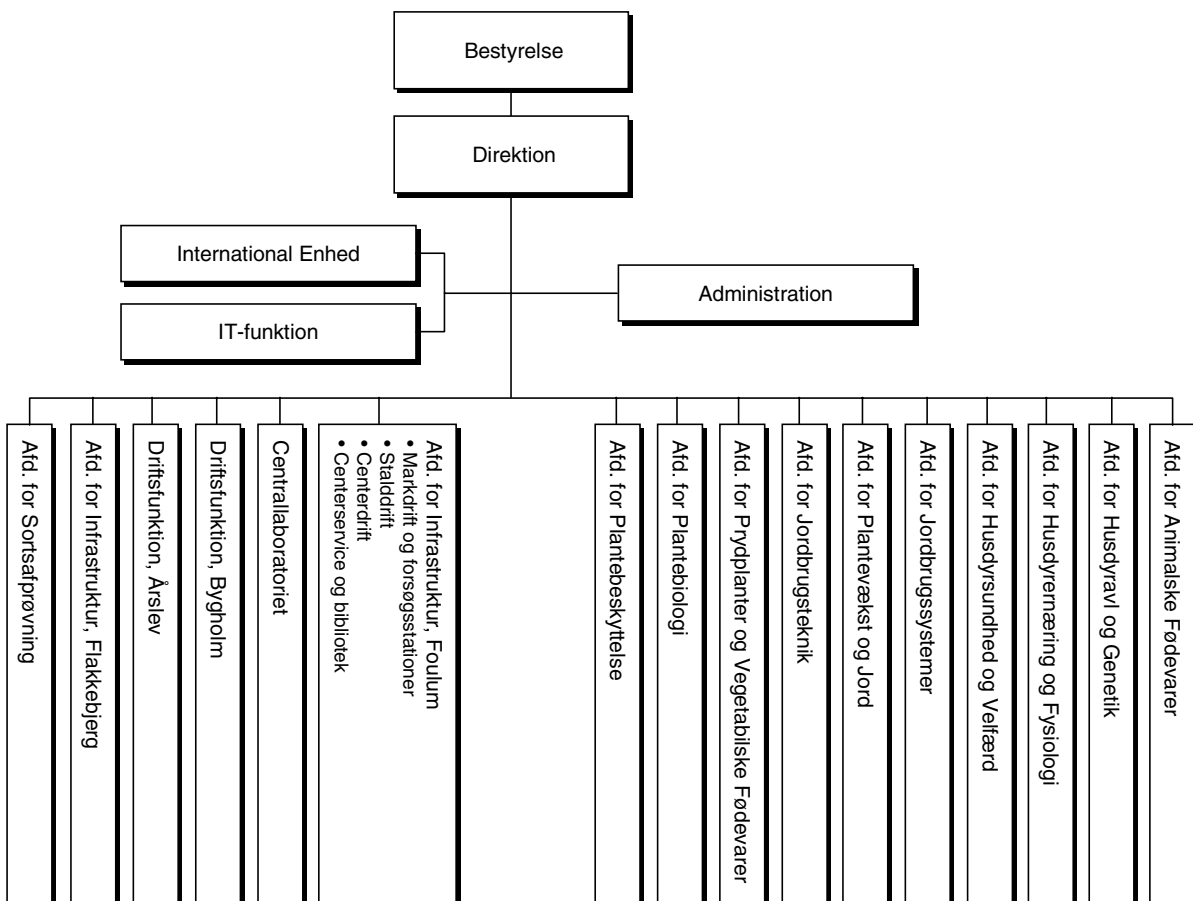 Bestyrelse
Direktion
International Enhed
Administration
IT-funktion
Afd. for Sortsafprøvning
Afd. for Infrastruktur, Flakkebjerg
Driftsfunktion, Årslev
Driftsfunktion, Bygholm
Centrallaboratoriet
Afd. for Infrastruktur, Foulum
• Markdrift og forsøgsstationer
• Stalddrift
• Centerdrift
• Centerservice og bibliotek
Afd. for Plantebeskyttelse
Afd. for Plantebiologi
Afd. for Prydplanter og Vegetabilske Fødevarer
Afd. for Jordbrugsteknik
Afd. for Plantevækst og Jord
Afd. for Jordbrugssystemer
Afd. for Husdyrsundhed og Velfærd
Afd. for Husdyrernæring og Fysiologi
Afd. for Husdyravl og Genetik
Afd. for Animalske Fødevarer